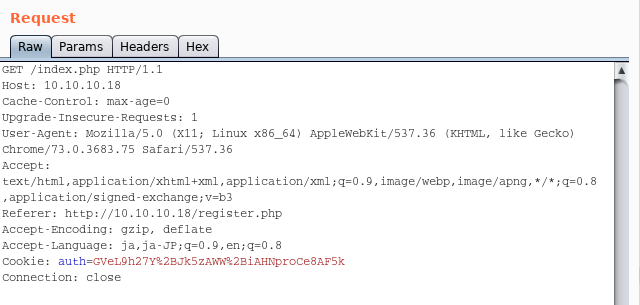 Request
Raw Params Headers Hex
GET /index.php HTTP/1.1
Host: 10.10.10.18
Cache-Control: max-age=0
Upgrade-Insecure-Requests: 1
User-Agent: Mozilla/5.0 (X11; Linux x86_64) AppleWebKit/537.36 (KHTML, like Gecko)
Chrome/73.0.3683.75 Safari/537.36
Accept:
text/html,application/xhtml+xml,application/xml;q=0.9,image/webp,image/apng,*/*;q=0.8
,application/signed-exchange;v=b3
Referer: http://10.10.10.18/register.php
Accept-Encoding: gzip, deflate
Accept-Language: ja,ja-JP;q=0.9,en;q=0.8
Cookie: auth=GVeL9h27Y%2BJk5zAWW%2BiAHNproCe8AF5k
Connection: close